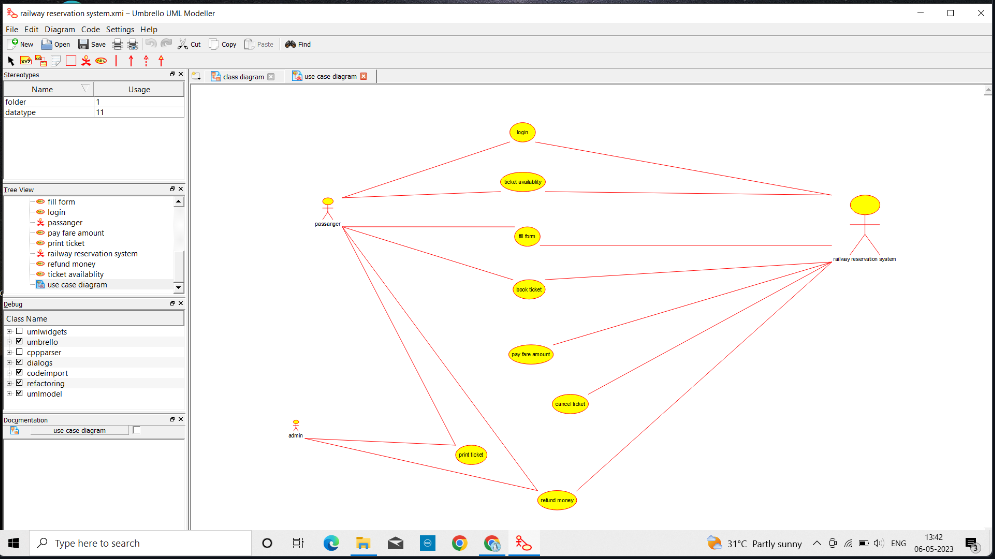 railway reservation system.xmi – Umbrello UML Modeller
File Edit Diagram Code Settings Help
New Open Save Cut Copy Paste Find
Stereotypes
Name Usage
folder 1
datatype 11
Tree View
fill form
login
passanger
pay fare amount
print ticket
railway reservation system
refund money
ticket availablity
use case diagram
Debug
Class Name
umlwidgets
umbrello
cppparser
dialogs
codeimport
refactoring
umlmodel
Documentation
use case diagram
class diagram use case diagram
login
ticket availablity
passanger
fill form
railway reservation system
book ticket
pay fare amount
cancel ticket
admin
print ticket
refund money
Type here to search
31°C Partly sunny
ENG
13:42
06-05-2023
3